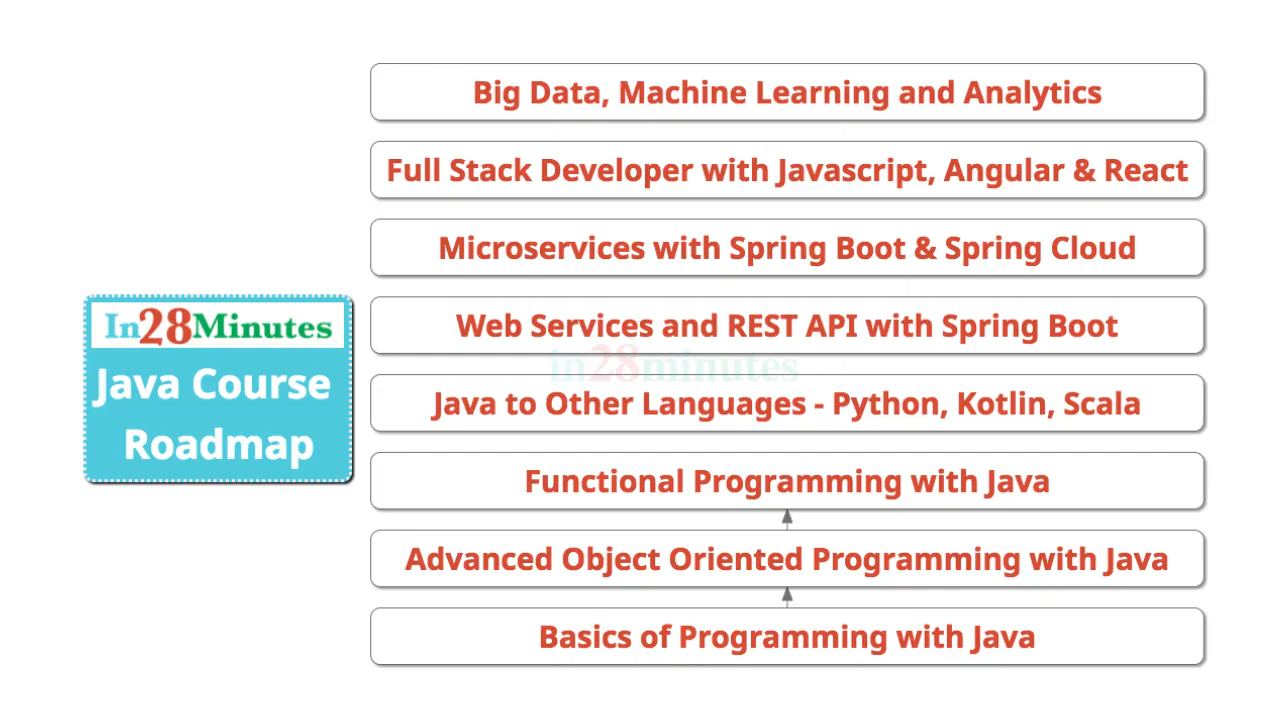 Big Data, Machine Learning and Analytics
Full Stack Developer with Javascript, Angular & React
Microservices with Spring Boot & Spring Cloud
In28Minutes
Java Course
Roadmap
Web Services and REST API with Spring Boot
in28minutes
Java to Other Languages - Python, Kotlin, Scala
Functional Programming with Java
Advanced Object Oriented Programming with Java
Basics of Programming with Java